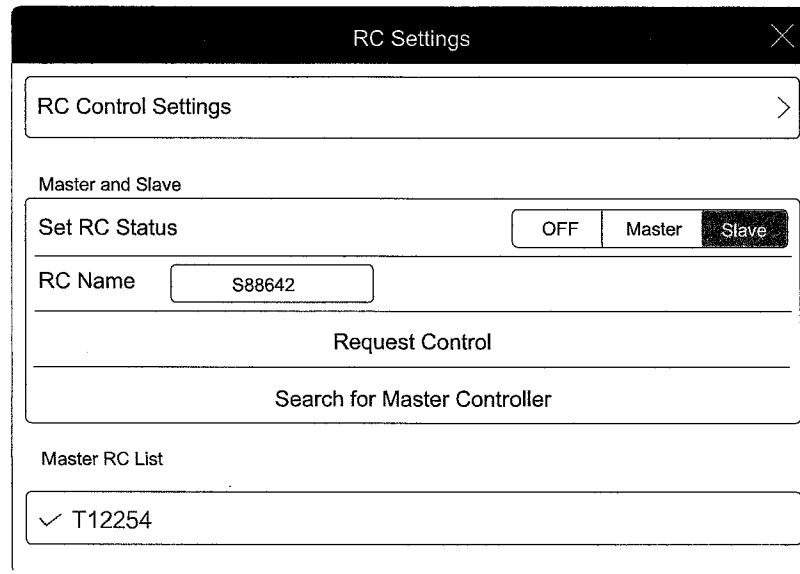 RC Settings
RC Control Settings
Master and Slave
Set RC Status OFF Master Slave
RC Name S88642
Request Control
Search for Master Controller
Master RC List
T12254